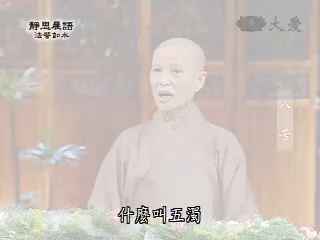 靜思晨語
法譬如水
大愛
八苦
什麼叫五濁